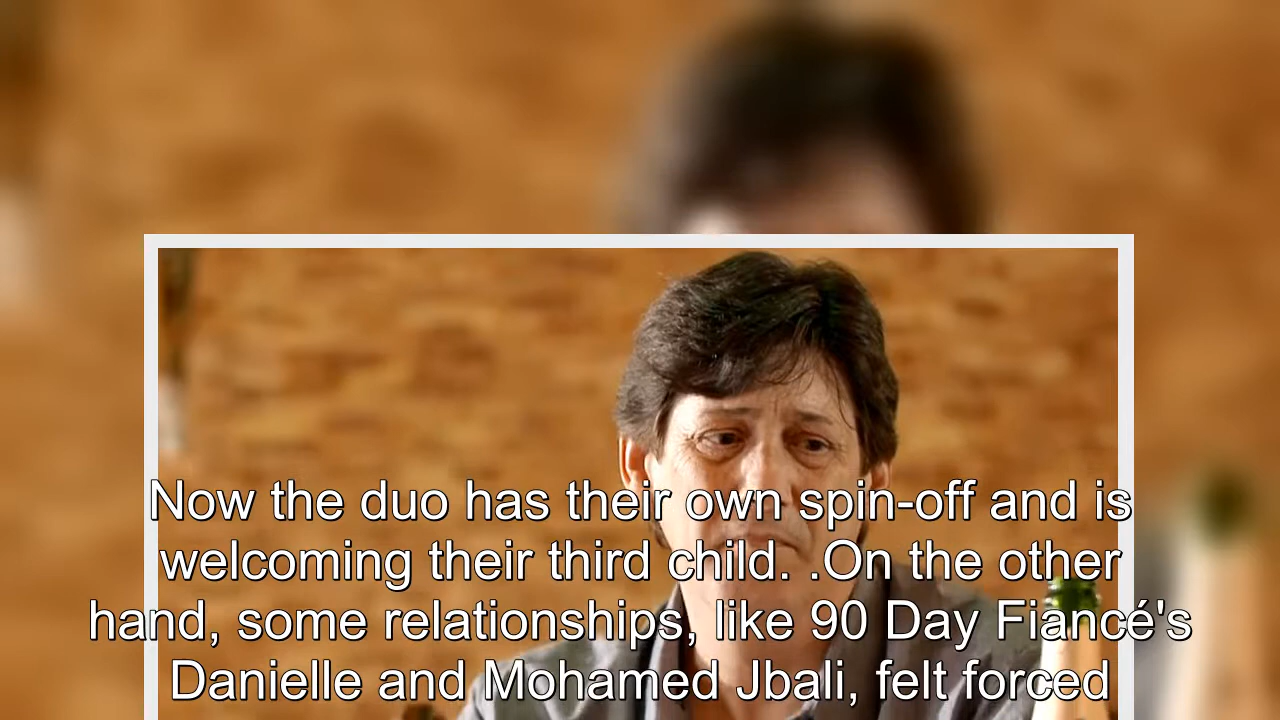 Now the duo has their own spin-off and is
welcoming their third child. .On the other
hand, some relationships, like 90 Day Fiancé's
Danielle and Mohamed Jbali, felt forced